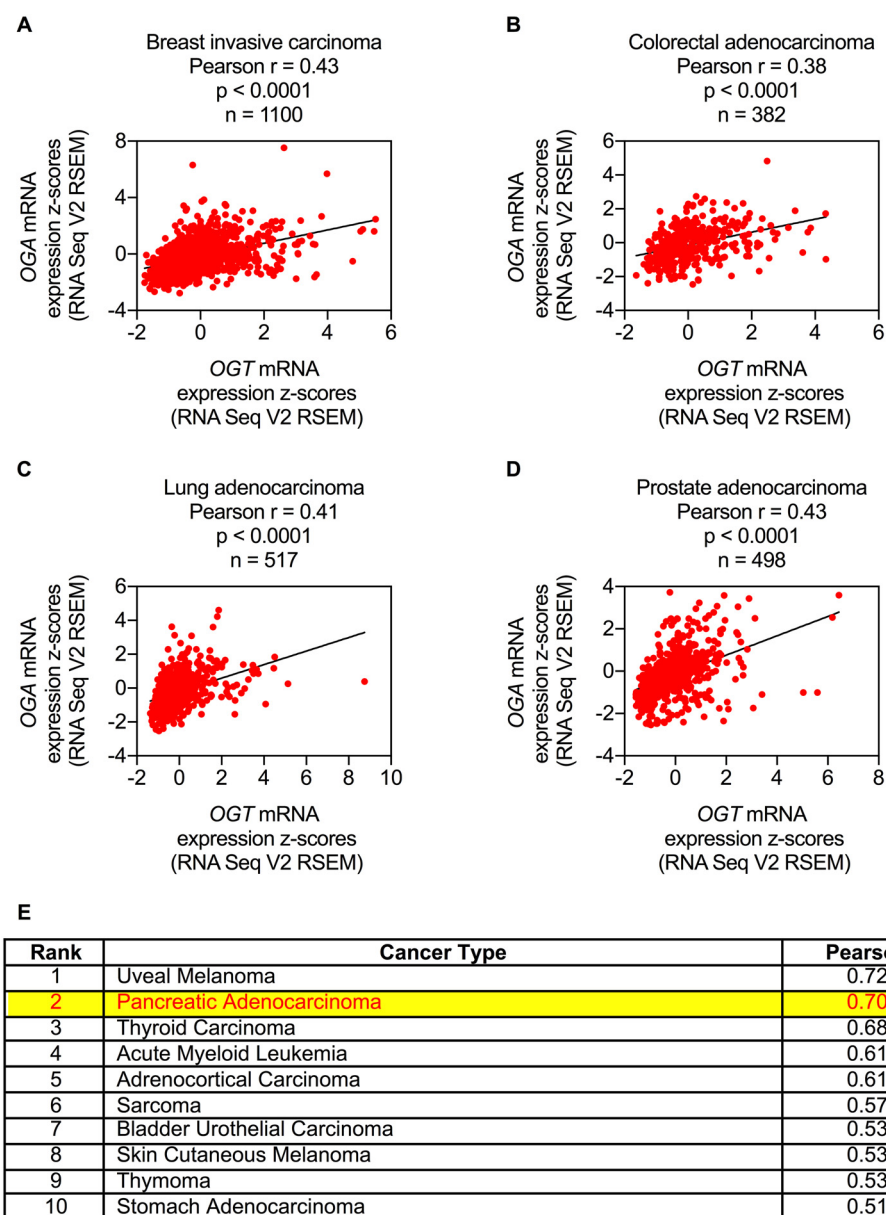 A
Breast invasive carcinoma
Pearson r = 0.43
p < 0.0001
n = 1100
OGA mRNA
expression z-scores
(RNA Seq V2 RSEM)
8
4
0
-4
-2
0
2
4
6
OGT mRNA
expression z-scores
(RNA Seq V2 RSEM)
B
Colorectal adenocarcinoma
Pearson r = 0.38
p < 0.0001
n = 382
OGA mRNA
expression z-scores
(RNA Seq V2 RSEM)
6
4
2
0
-2
-4
-2
0
2
4
6
OGT mRNA
expression z-scores
(RNA Seq V2 RSEM)
C
Lung adenocarcinoma
Pearson r = 0.41
p < 0.0001
n = 517
OGA mRNA
expression z-scores
(RNA Seq V2 RSEM)
6
4
2
0
-2
-4
-2
0
2
4
6
8
10
OGT mRNA
expression z-scores
(RNA Seq V2 RSEM)
D
Prostate adenocarcinoma
Pearson r = 0.43
p < 0.0001
n = 498
OGA mRNA
expression z-scores
(RNA Seq V2 RSEM)
4
2
0
-2
-4
-2
0
2
4
6
8
OGT mRNA
expression z-scores
(RNA Seq V2 RSEM)
E
Rank Cancer Type Pearso
1 Uveal Melanoma 0.72
2 Pancreatic Adenocarcinoma 0.70
3 Thyroid Carcinoma 0.68
4 Acute Myeloid Leukemia 0.61
5 Adrenocortical Carcinoma 0.61
6 Sarcoma 0.57
7 Bladder Urothelial Carcinoma 0.53
8 Skin Cutaneous Melanoma 0.53
9 Thymoma 0.53
10 Stomach Adenocarcinoma 0.51